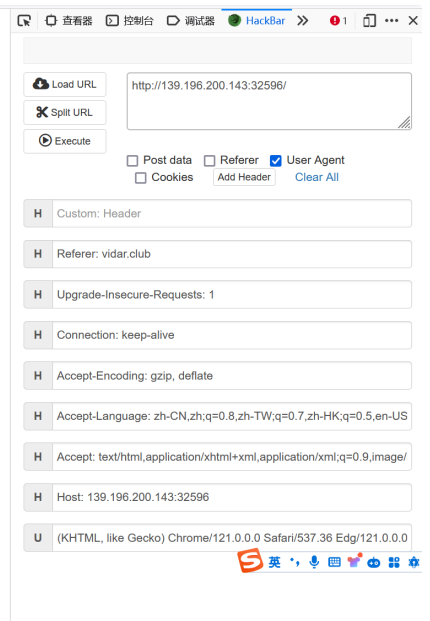 查看器 控制台 调试器 HackBar 1
Load URL
http://139.196.200.143:32596/
Split URL
Execute
Post data Referer User Agent
Cookies Add Header Clear All
H Custom: Header
H Referer: vidar.club
H Upgrade-Insecure-Requests: 1
H Connection: keep-alive
H Accept-Encoding: gzip, deflate
H Accept-Language: zh-CN,zh;q=0.8,zh-TW;q=0.7,zh-HK;q=0.5,en-US
H Accept: text/html,application/xhtml+xml,application/xml;q=0.9,image/
H Host: 139.196.200.143:32596
U (KHTML, like Gecko) Chrome/121.0.0.0 Safari/537.36 Edg/121.0.0.0
S 英